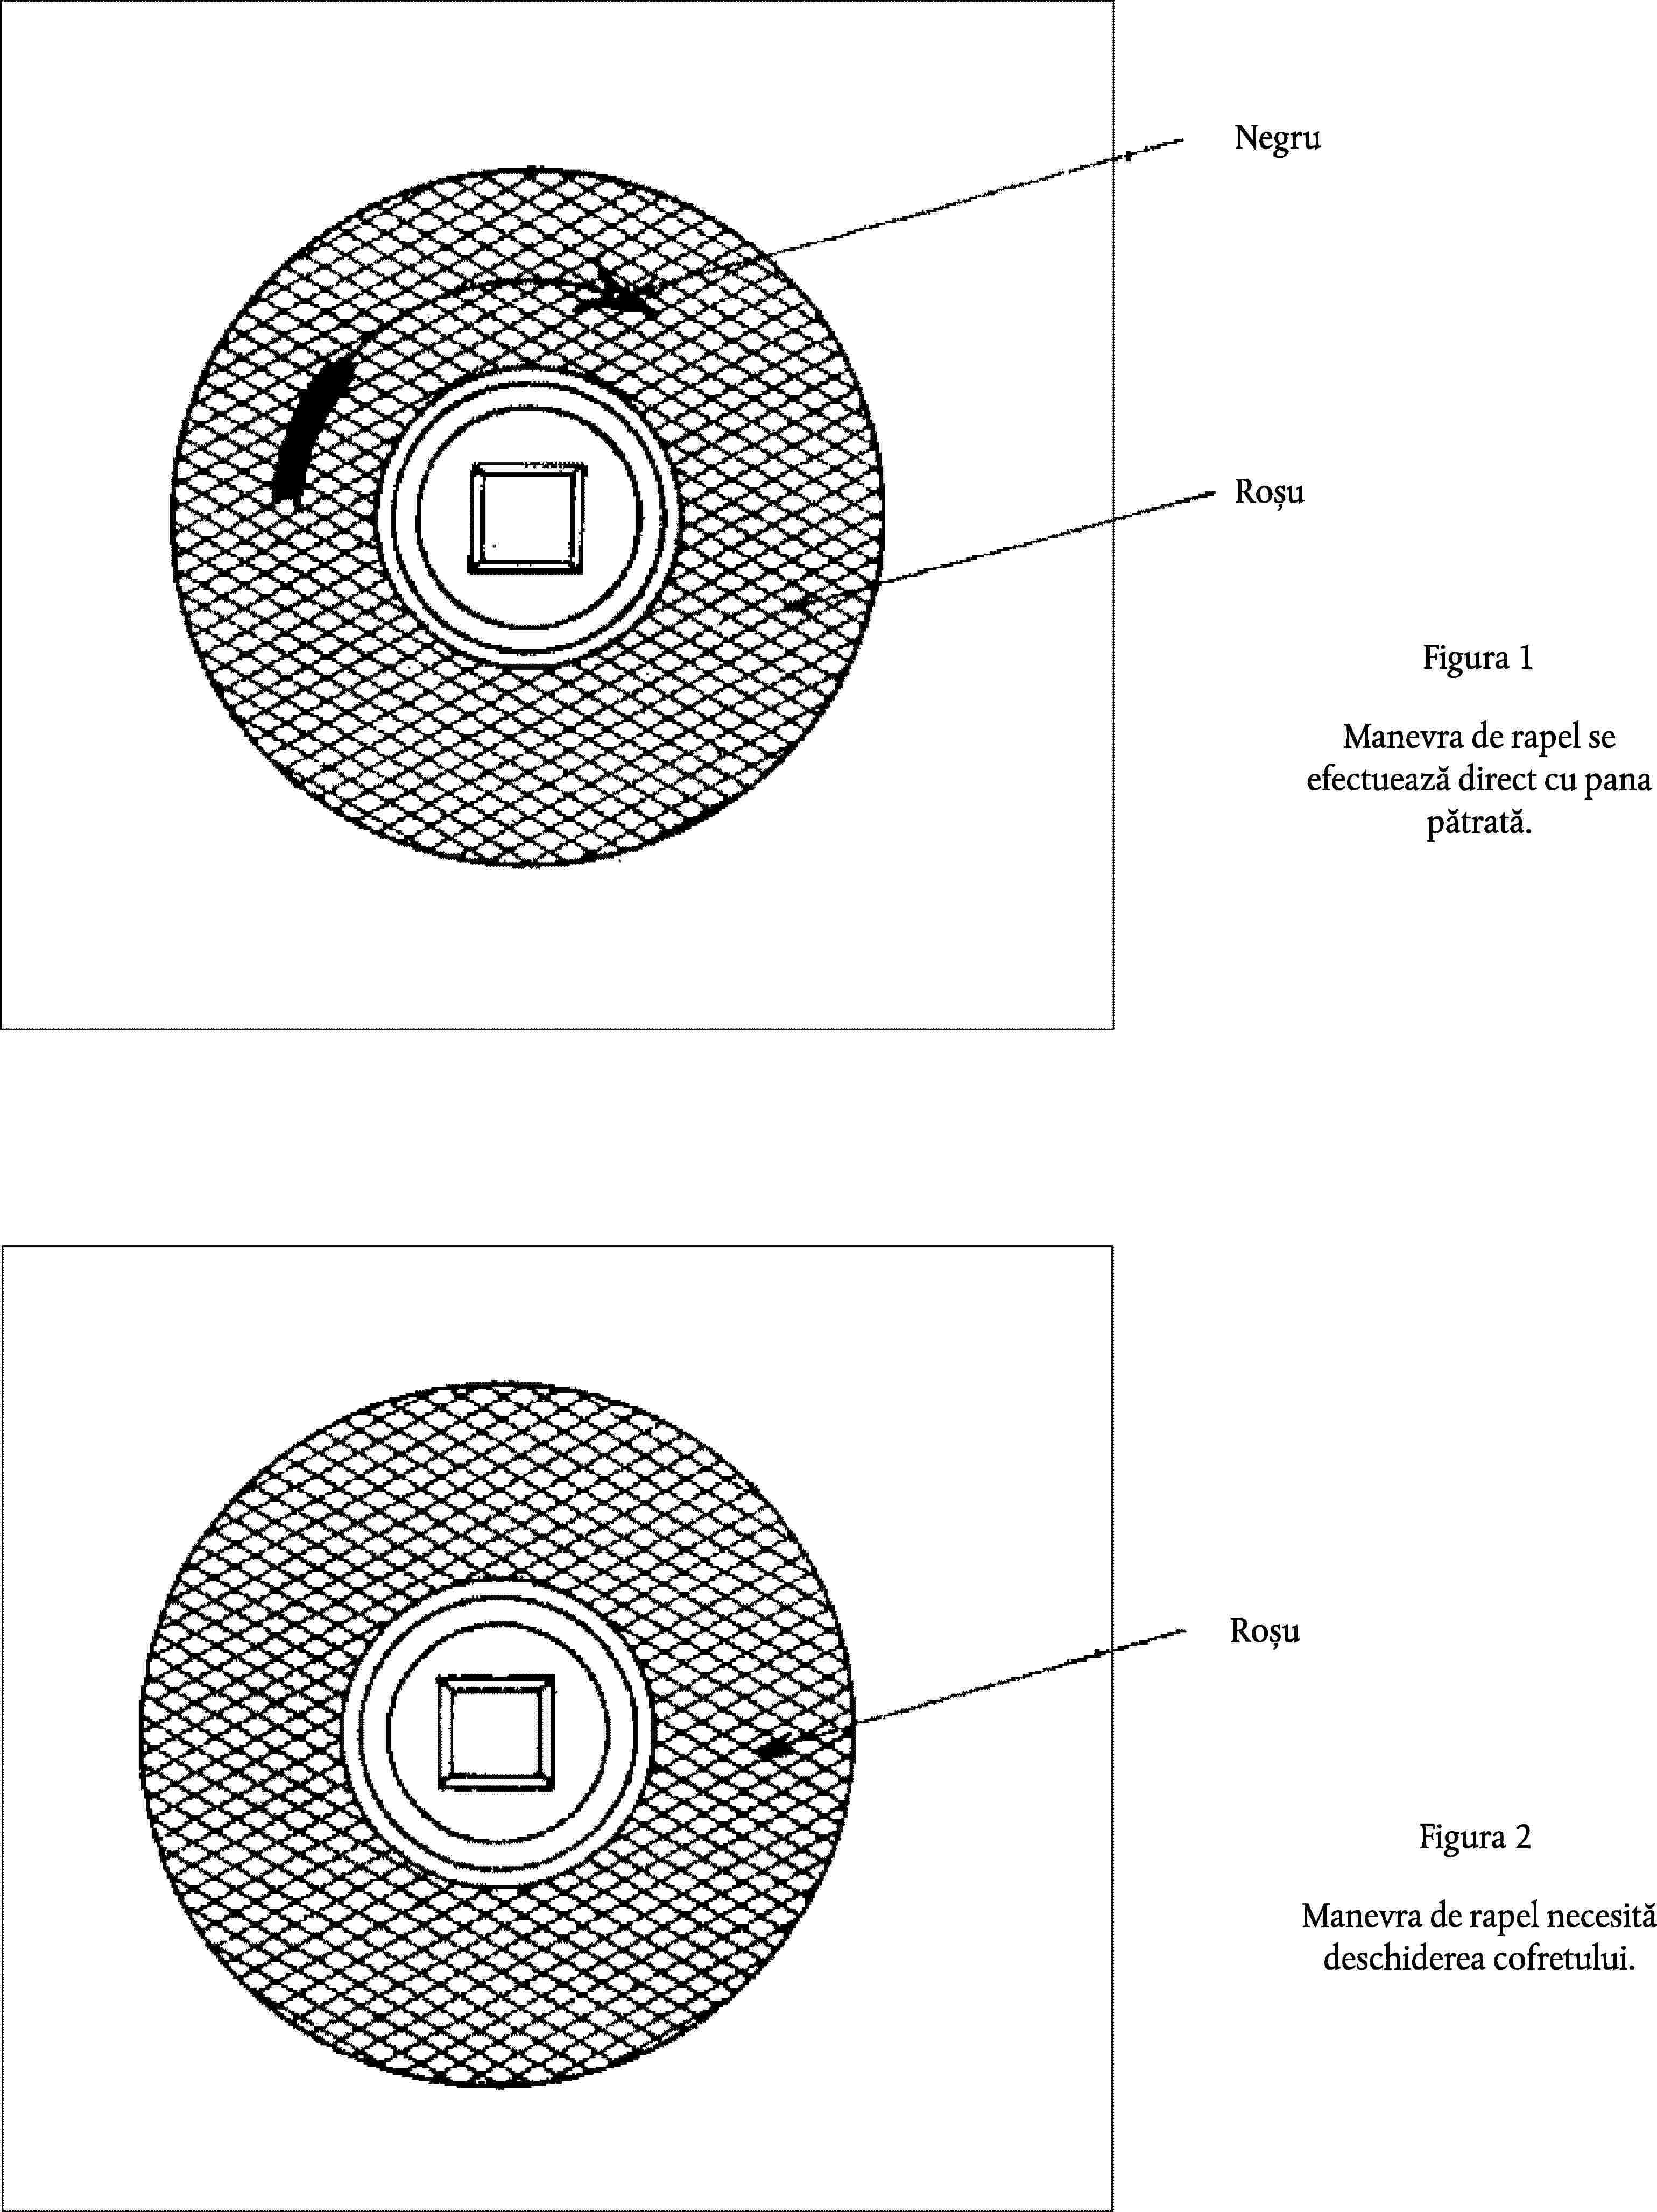 Negru
Roșu
Figura 1
Manevra de rapel se
efectuează direct cu pana
pătrată.
Roșu
Figura 2
Manevra de rapel necesită
deschiderea cofretului.